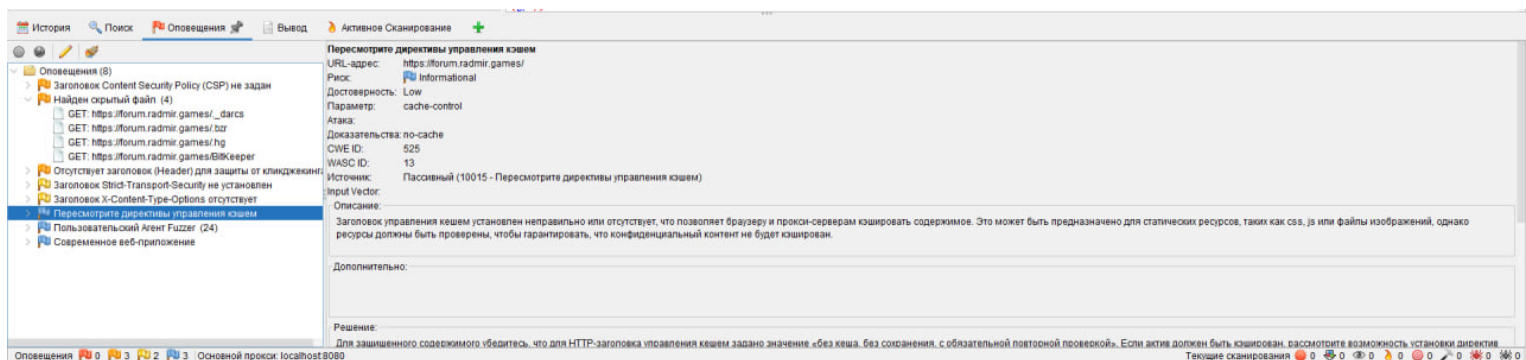 История Поиск Оповещения Вывод Активное Сканирование
Оповещения (8)
Заголовок Content Security Policy (CSP) не задан
Найден скрытый файл (4)
GET: https://forum.radmir.games/._darcs
GET: https://forum.radmir.games/.bzr
GET: https://forum.radmir.games/.hg
GET: https://forum.radmir.games/BitKeeper
Отсутствует заголовок (Header) для защиты от кликджекинга
Заголовок Strict-Transport-Security не установлен
Заголовок X-Content-Type-Options отсутствует
Пересмотрите директивы управления кэшем
Пользовательский Агент Fuzzer (24)
Современное веб-приложение
Пересмотрите директивы управления кэшем
URL-адрес: https://forum.radmir.games/
Риск: Informational
Достоверность: Low
Параметр: cache-control
Атака:
Доказательства: no-cache
CWE ID: 525
WASC ID: 13
Источник: Пассивный (10015 - Пересмотрите директивы управления кэшем)
Input Vector:
Описание:
Заголовок управления кешем установлен неправильно или отсутствует, что позволяет браузеру и прокси-серверам кэшировать содержимое. Это может быть предназначено для статических ресурсов, таких как css, js или файлы изображений, однако
ресурсы должны быть проверены, чтобы гарантировать, что конфиденциальный контент не будет кэширован.
Дополнительно:
Решение:
Для защищенного содержимого убедитесь, что для HTTP-заголовка управления кешем задано значение «без кеша, без сохранения, с обязательной повторной проверкой». Если актив должен быть кэширован, рассмотрите возможность установки директив
Оповещения 0 3 2 3 Основной прокси: localhost:8080 Текущие сканирования 0 0 0 0 0 0 0 0